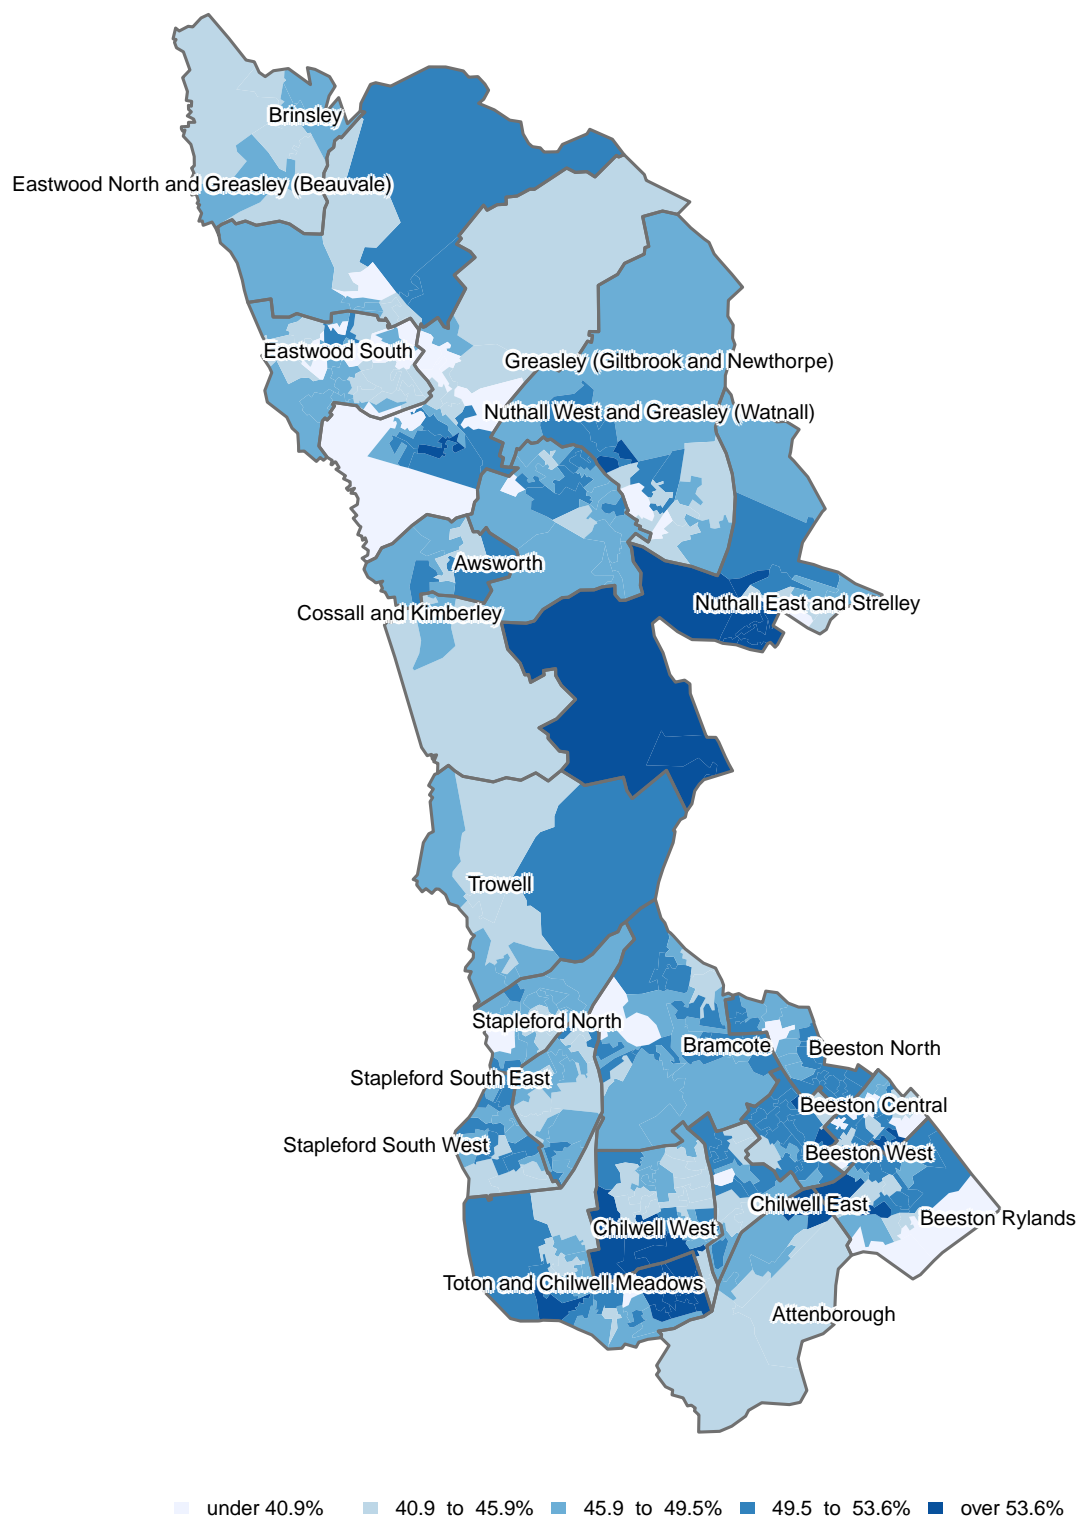 Brinsley
Eastwood North and Greasley (Beauvale)
Eastwood South
Greasley (Giltbrook and Newthorpe)
Nuthall West and Greasley (Watnall)
Awsworth
Nuthall East and Strelley
Cossall and Kimberley
Trowell
Stapleford North
Bramcote
Beeston North
Stapleford South East
Beeston Central
Stapleford South West
Beeston West
Chilwell East
Beeston Rylands
Chilwell West
Toton and Chilwell Meadows
Attenborough
under 40.9% 40.9 to 45.9% 45.9 to 49.5% 49.5 to 53.6% over 53.6%